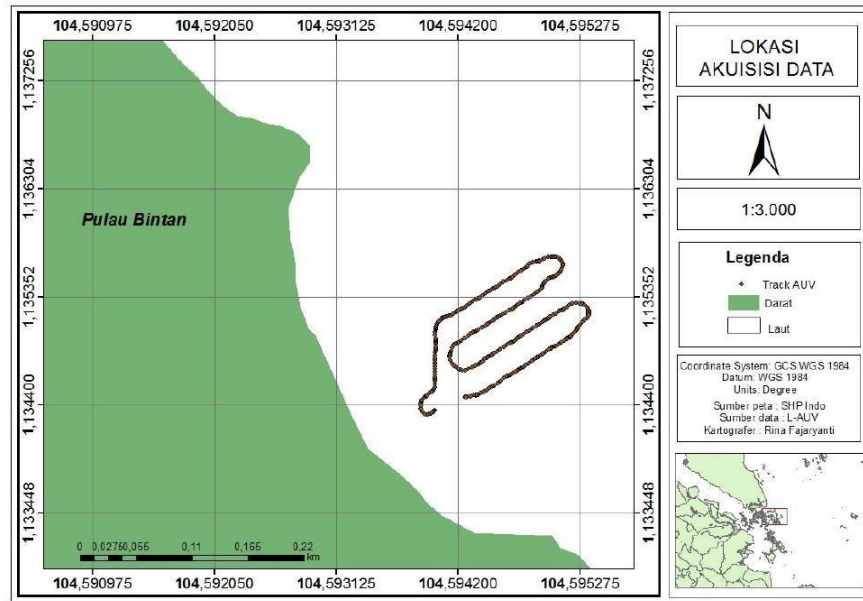 104,590975 104,592050 104,593125 104,594200 104,595275
1,137256 1,137256
1,136304 1,136304
1,135352 1,135352
1,134400 1,134400
1,133448 1,133448
Pulau Bintan
0 0,0275 0,055 0,11 0,165 0,22
km
104,590975 104,592050 104,593125 104,594200 104,595275
LOKASI
AKUISISI DATA
N
1:3.000
Legenda
Track AUV
Darat
Laut
Coordinate System: GCS WGS 1984
Datum: WGS 1984
Units: Degree
Sumber peta : SHP Indo
Sumber data : L-AUV
Kartografer : Rina Fajaryanti